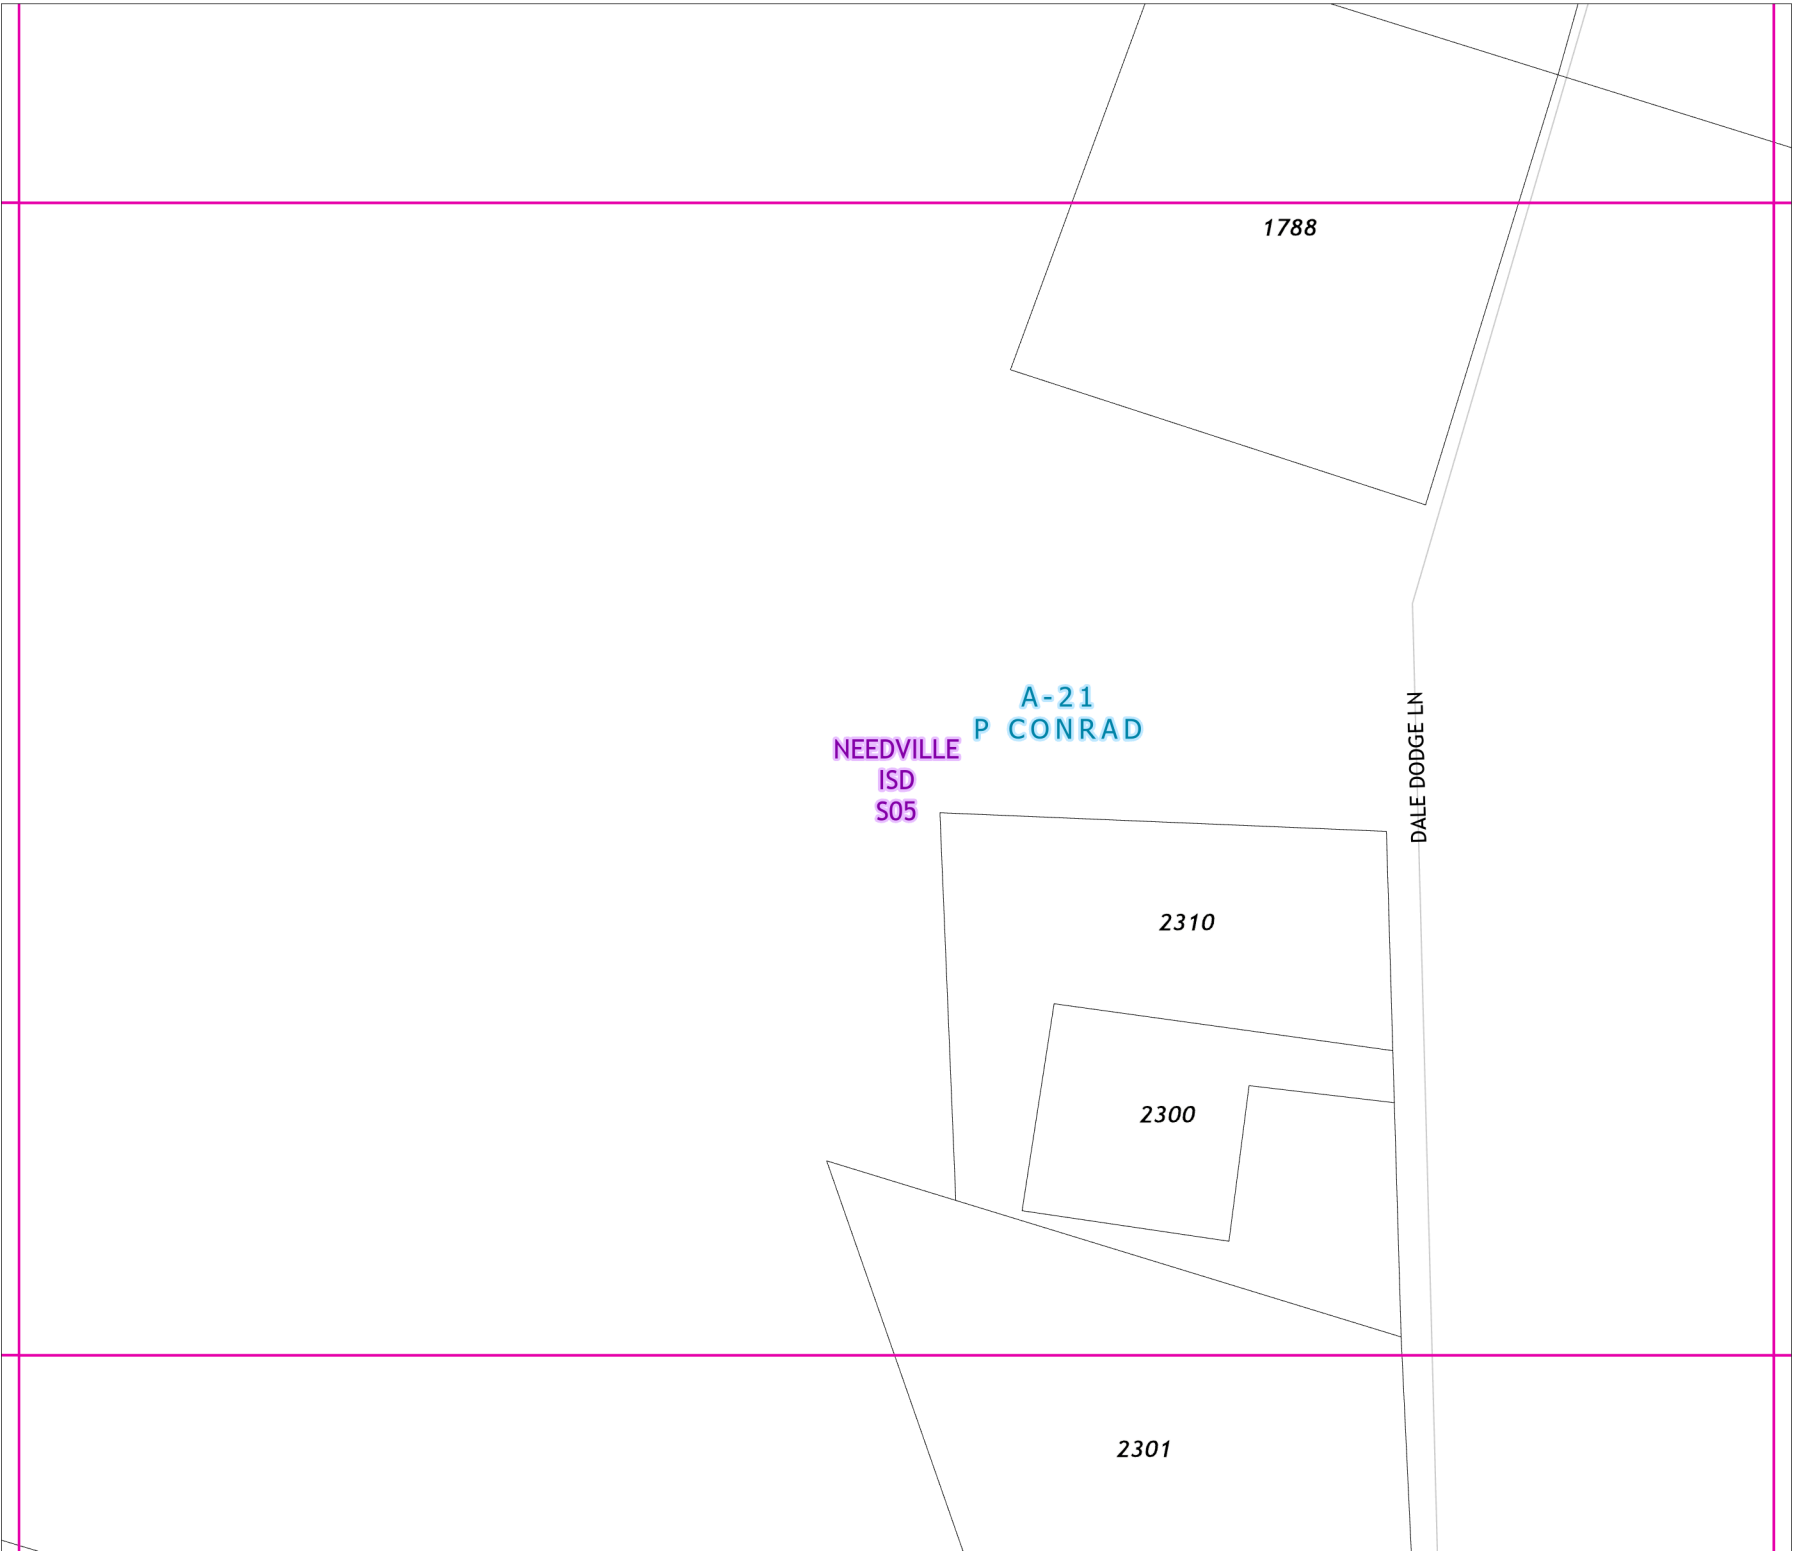 1788
A-21
P CONRAD
NEEDVILLE
ISD
S05
DALE DODGE LN
2310
2300
2301